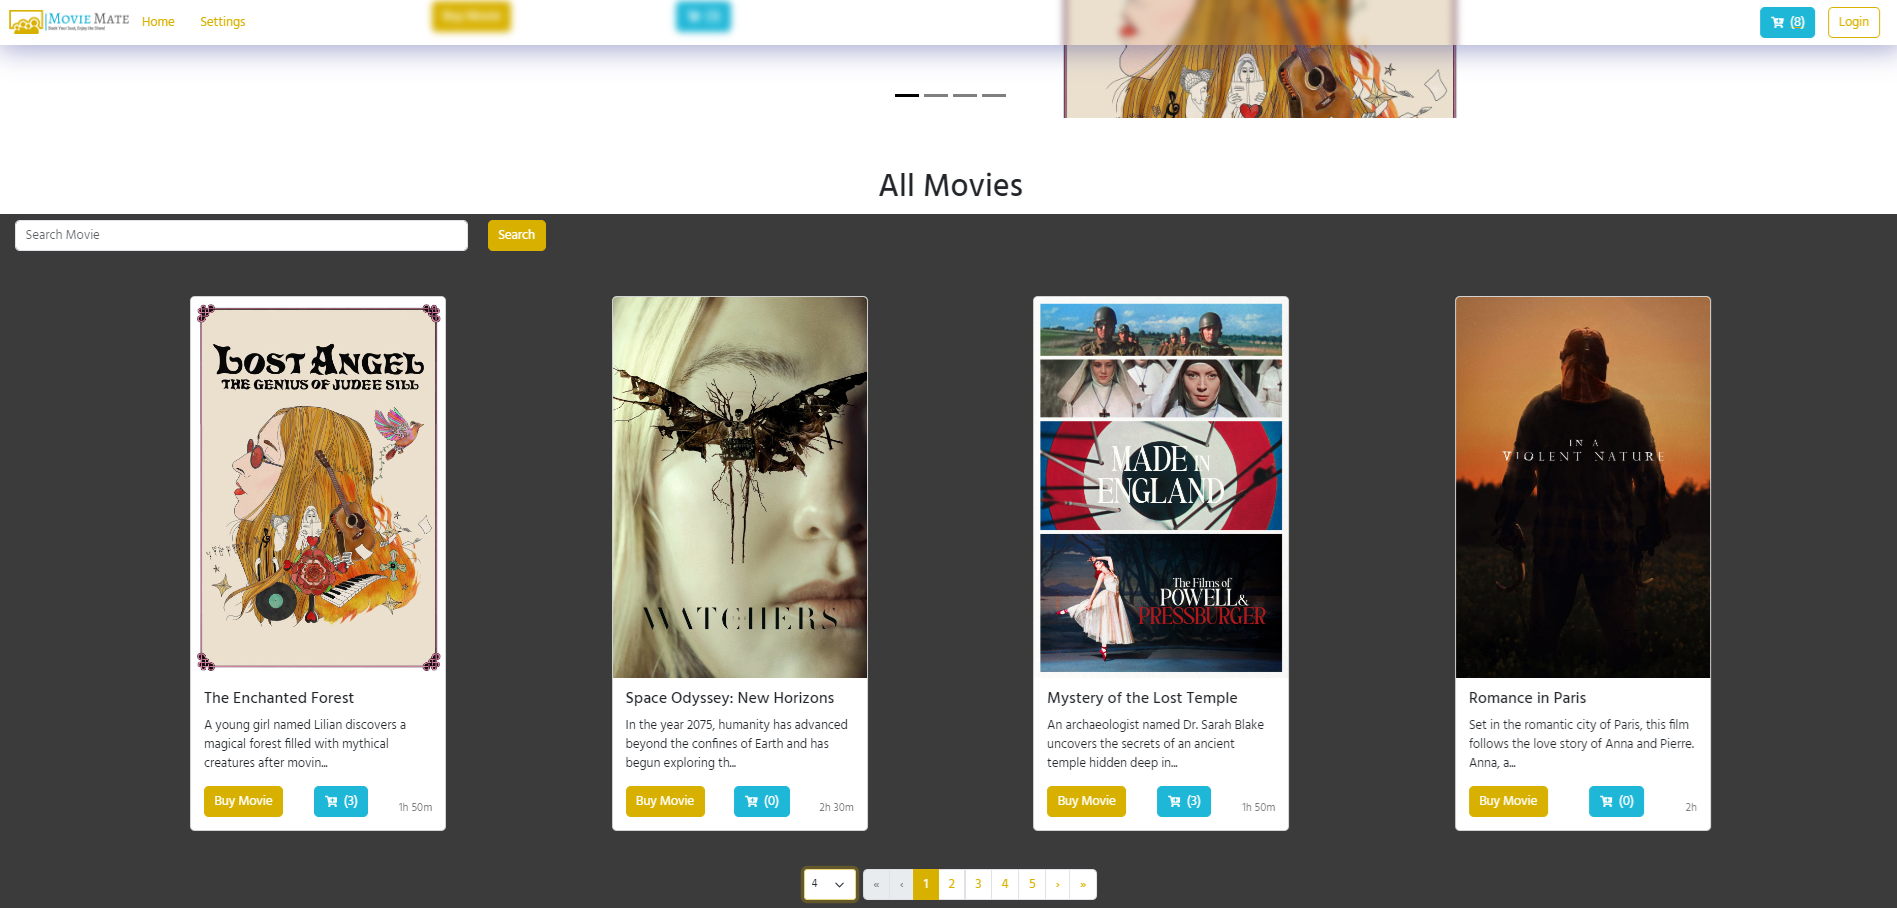 MOVIE MATE
Home
Settings
(8)
Login
All Movies
Search Movie
Search
LOST ANGEL
THE GENIUS OF JUDEE SILL
WATCHERS
MADE IN
ENGLAND
The Films of
POWELL &
PRESSBURGER
IN A
VIOLENT NATURE
The Enchanted Forest
A young girl named Lilian discovers a
magical forest filled with mythical
creatures after movin...
Buy Movie
(3)
1h 50m
Space Odyssey: New Horizons
In the year 2075, humanity has advanced
beyond the confines of Earth and has
begun exploring th...
Buy Movie
(0)
2h 30m
Mystery of the Lost Temple
An archaeologist named Dr. Sarah Blake
uncovers the secrets of an ancient
temple hidden deep in...
Buy Movie
(3)
1h 50m
Romance in Paris
Set in the romantic city of Paris, this film
follows the love story of Anna and Pierre.
Anna, a...
Buy Movie
(0)
2h
4
« ‹ 1 2 3 4 5 › »